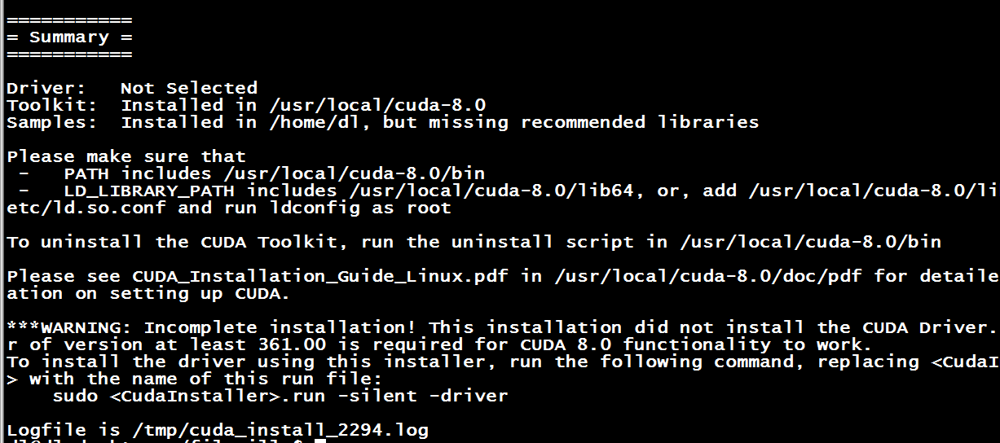 ===========
= Summary =
===========
Driver:   Not Selected
Toolkit:  Installed in /usr/local/cuda-8.0
Samples:  Installed in /home/dl, but missing recommended libraries
Please make sure that
 -   PATH includes /usr/local/cuda-8.0/bin
 -   LD_LIBRARY_PATH includes /usr/local/cuda-8.0/lib64, or, add /usr/local/cuda-8.0/li
etc/ld.so.conf and run ldconfig as root
To uninstall the CUDA Toolkit, run the uninstall script in /usr/local/cuda-8.0/bin
Please see CUDA_Installation_Guide_Linux.pdf in /usr/local/cuda-8.0/doc/pdf for detaile
ation on setting up CUDA.
***WARNING: Incomplete installation! This installation did not install the CUDA Driver.
r of version at least 361.00 is required for CUDA 8.0 functionality to work.
To install the driver using this installer, run the following command, replacing <CudaI
> with the name of this run file:
    sudo <CudaInstaller>.run -silent -driver
Logfile is /tmp/cuda_install_2294.log